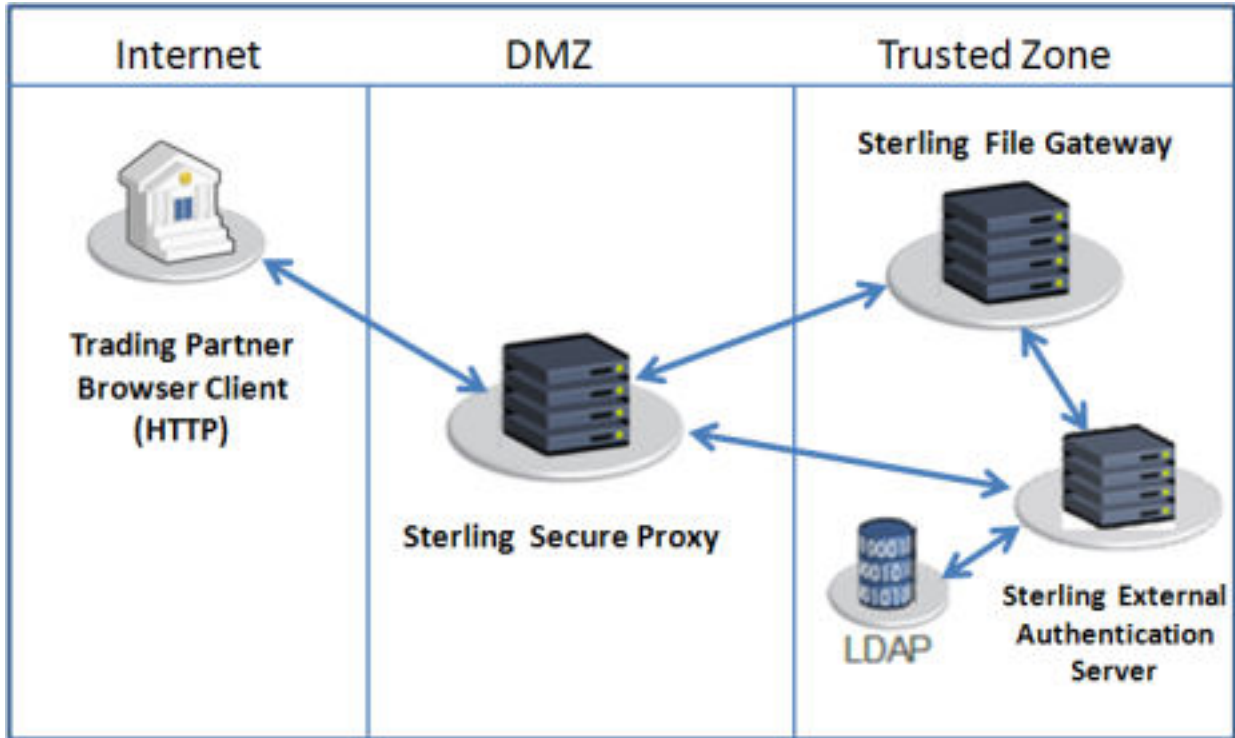 Internet
DMZ
Trusted Zone
Trading Partner
Browser Client
(HTTP)
Sterling Secure Proxy
Sterling File Gateway
LDAP
Sterling External
Authentication
Server